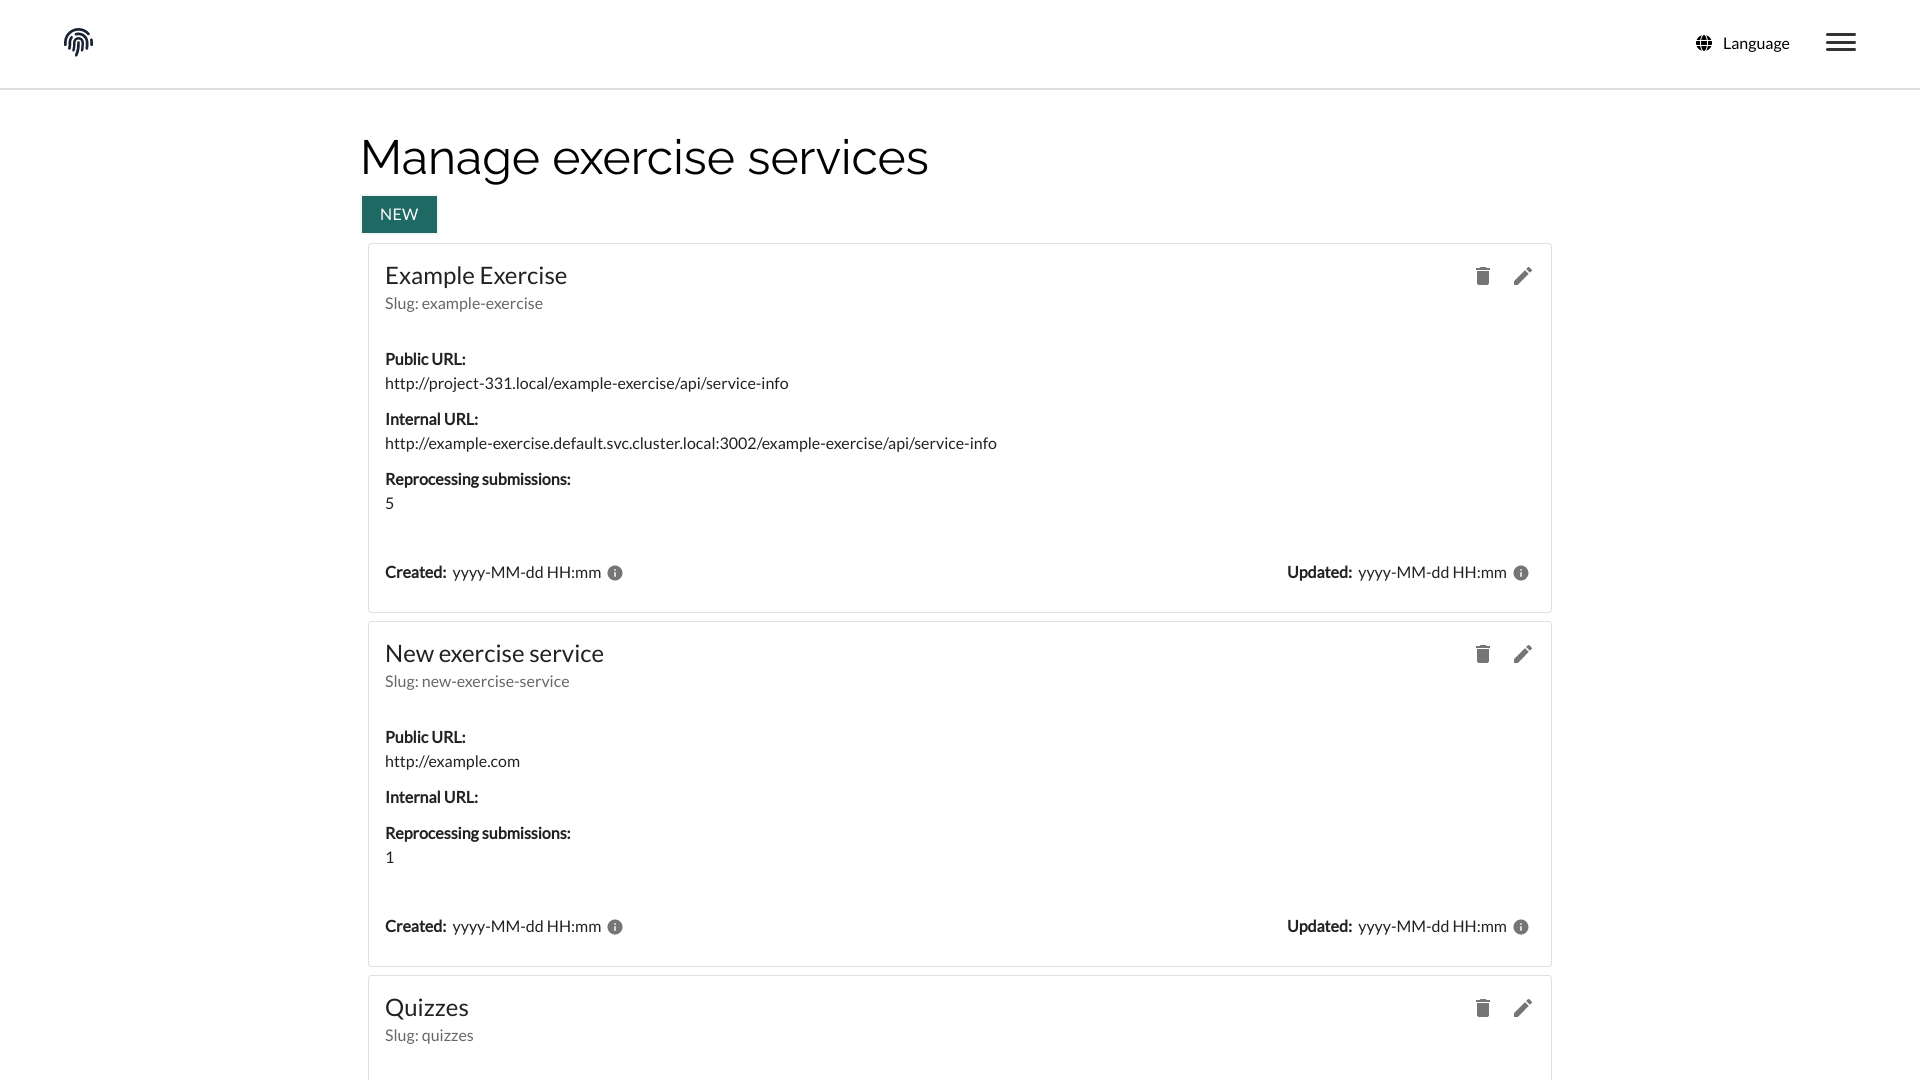 Language
Manage exercise services
NEW
Example Exercise
Slug: example-exercise
Public URL:
http://project-331.local/example-exercise/api/service-info
Internal URL:
http://example-exercise.default.svc.cluster.local:3002/example-exercise/api/service-info
Reprocessing submissions:
5
Created: yyyy-MM-dd HH:mm
Updated: yyyy-MM-dd HH:mm
New exercise service
Slug: new-exercise-service
Public URL:
http://example.com
Internal URL:
Reprocessing submissions:
1
Created: yyyy-MM-dd HH:mm
Updated: yyyy-MM-dd HH:mm
Quizzes
Slug: quizzes